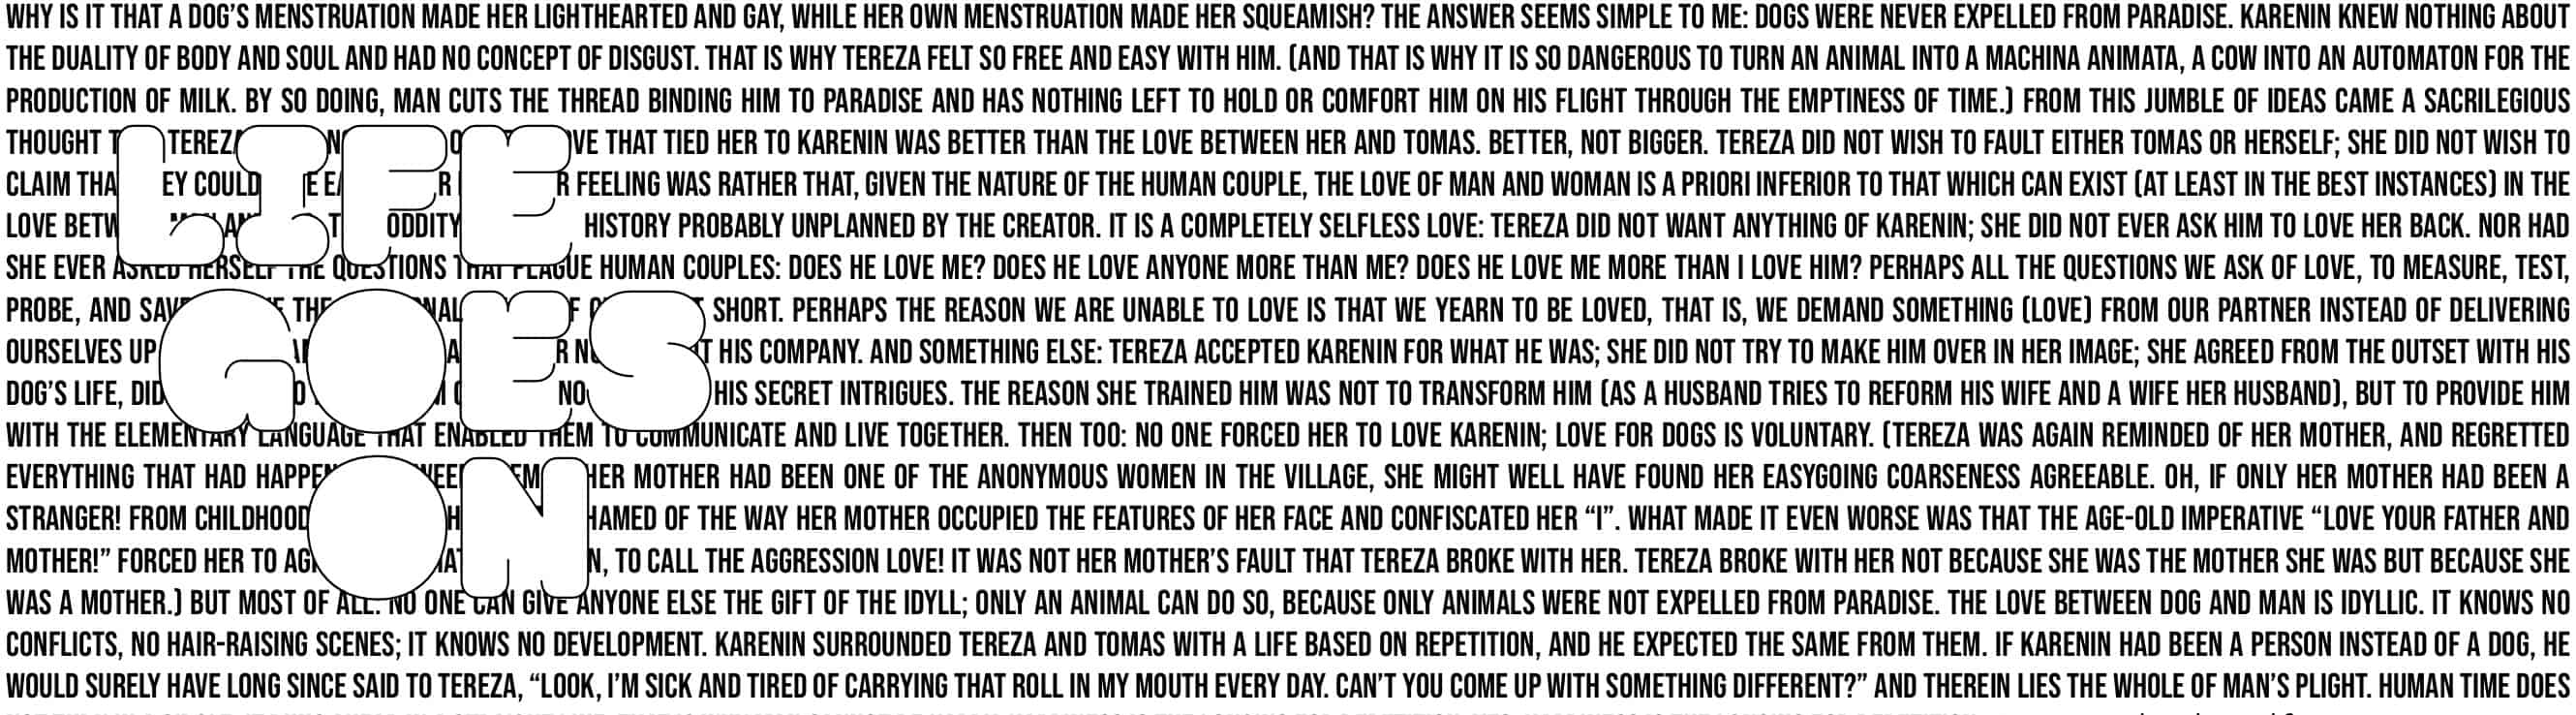 WHY IS IT THAT A DOG’S MENSTRUATION MADE HER LIGHTHEARTED AND GAY, WHILE HER OWN MENSTRUATION MADE HER SQUEAMISH? THE ANSWER SEEMS SIMPLE TO ME: DOGS WERE NEVER EXPELLED FROM PARADISE. KARENIN KNEW NOTHING ABOUT
THE DUALITY OF BODY AND SOUL AND HAD NO CONCEPT OF DISGUST. THAT IS WHY TEREZA FELT SO FREE AND EASY WITH HIM. (AND THAT IS WHY IT IS SO DANGEROUS TO TURN AN ANIMAL INTO A MACHINA ANIMATA, A COW INTO AN AUTOMATON FOR THE
PRODUCTION OF MILK. BY SO DOING, MAN CUTS THE THREAD BINDING HIM TO PARADISE AND HAS NOTHING LEFT TO HOLD OR COMFORT HIM ON HIS FLIGHT THROUGH THE EMPTINESS OF TIME.) FROM THIS JUMBLE OF IDEAS CAME A SACRILEGIOUS
THOUGHT TEREZA THAT TIED HER TO KARENIN WAS BETTER THAN THE LOVE BETWEEN HER AND TOMAS. BETTER, NOT BIGGER. TEREZA DID NOT WISH TO FAULT EITHER TOMAS OR HERSELF; SHE DID NOT WISH TO
CLAIM COULD FEELING WAS RATHER THAT, GIVEN THE NATURE OF THE HUMAN COUPLE, THE LOVE OF MAN AND WOMAN IS A PRIORI INFERIOR TO THAT WHICH CAN EXIST (AT LEAST IN THE BEST INSTANCES) IN THE
LOVE ODDITY HISTORY PROBABLY UNPLANNED BY THE CREATOR. IT IS A COMPLETELY SELFLESS LOVE: TEREZA DID NOT WANT ANYTHING OF KARENIN; SHE DID NOT EVER ASK HIM TO LOVE HER BACK. NOR HAD
SHE EVER ASKED HERSELF THE QUESTIONS THAT PLAGUE HUMAN COUPLES: DOES HE LOVE ME? DOES HE LOVE ANYONE MORE THAN ME? DOES HE LOVE ME MORE THAN I LOVE HIM? PERHAPS ALL THE QUESTIONS WE ASK OF LOVE, TO MEASURE, TEST,
PROBE, AND SHORT. PERHAPS THE REASON WE ARE UNABLE TO LOVE IS THAT WE YEARN TO BE LOVED, THAT IS, WE DEMAND SOMETHING (LOVE) FROM OUR PARTNER INSTEAD OF DELIVERING
OURSELVES UP HIS COMPANY. AND SOMETHING ELSE: TEREZA ACCEPTED KARENIN FOR WHAT HE WAS; SHE DID NOT TRY TO MAKE HIM OVER IN HER IMAGE; SHE AGREED FROM THE OUTSET WITH HIS
DOG’S LIFE, DID HIS SECRET INTRIGUES. THE REASON SHE TRAINED HIM WAS NOT TO TRANSFORM HIM (AS A HUSBAND TRIES TO REFORM HIS WIFE AND A WIFE HER HUSBAND), BUT TO PROVIDE HIM
WITH THE ELEMENTARY LANGUAGE THAT ENABLED THEM TO COMMUNICATE AND LIVE TOGETHER. THEN TOO: NO ONE FORCED HER TO LOVE KARENIN; LOVE FOR DOGS IS VOLUNTARY. (TEREZA WAS AGAIN REMINDED OF HER MOTHER, AND REGRETTED
EVERYTHING THAT HAD HER MOTHER HAD BEEN ONE OF THE ANONYMOUS WOMEN IN THE VILLAGE, SHE MIGHT WELL HAVE FOUND HER EASYGOING COARSENESS AGREEABLE. OH, IF ONLY HER MOTHER HAD BEEN A
STRANGER! FROM CHILDHOOD OF THE WAY HER MOTHER OCCUPIED THE FEATURES OF HER FACE AND CONFISCATED HER “I”. WHAT MADE IT EVEN WORSE WAS THAT THE AGE-OLD IMPERATIVE “LOVE YOUR FATHER AND
MOTHER!” FORCED HER TO TO CALL THE AGGRESSION LOVE! IT WAS NOT HER MOTHER’S FAULT THAT TEREZA BROKE WITH HER. TEREZA BROKE WITH HER NOT BECAUSE SHE WAS THE MOTHER SHE WAS BUT BECAUSE SHE
WAS A MOTHER.) BUT MOST OF ALL: NO ONE CAN GIVE ANYONE ELSE THE GIFT OF THE IDYLL; ONLY AN ANIMAL CAN DO SO, BECAUSE ONLY ANIMALS WERE NOT EXPELLED FROM PARADISE. THE LOVE BETWEEN DOG AND MAN IS IDYLLIC. IT KNOWS NO
CONFLICTS, NO HAIR-RAISING SCENES; IT KNOWS NO DEVELOPMENT. KARENIN SURROUNDED TEREZA AND TOMAS WITH A LIFE BASED ON REPETITION, AND HE EXPECTED THE SAME FROM THEM. IF KARENIN HAD BEEN A PERSON INSTEAD OF A DOG, HE
WOULD SURELY HAVE LONG SINCE SAID TO TEREZA, “LOOK, I’M SICK AND TIRED OF CARRYING THAT ROLL IN MY MOUTH EVERY DAY. CAN’T YOU COME UP WITH SOMETHING DIFFERENT?” AND THEREIN LIES THE WHOLE OF MAN’S PLIGHT. HUMAN TIME DOES
LIFE
GOES
ON